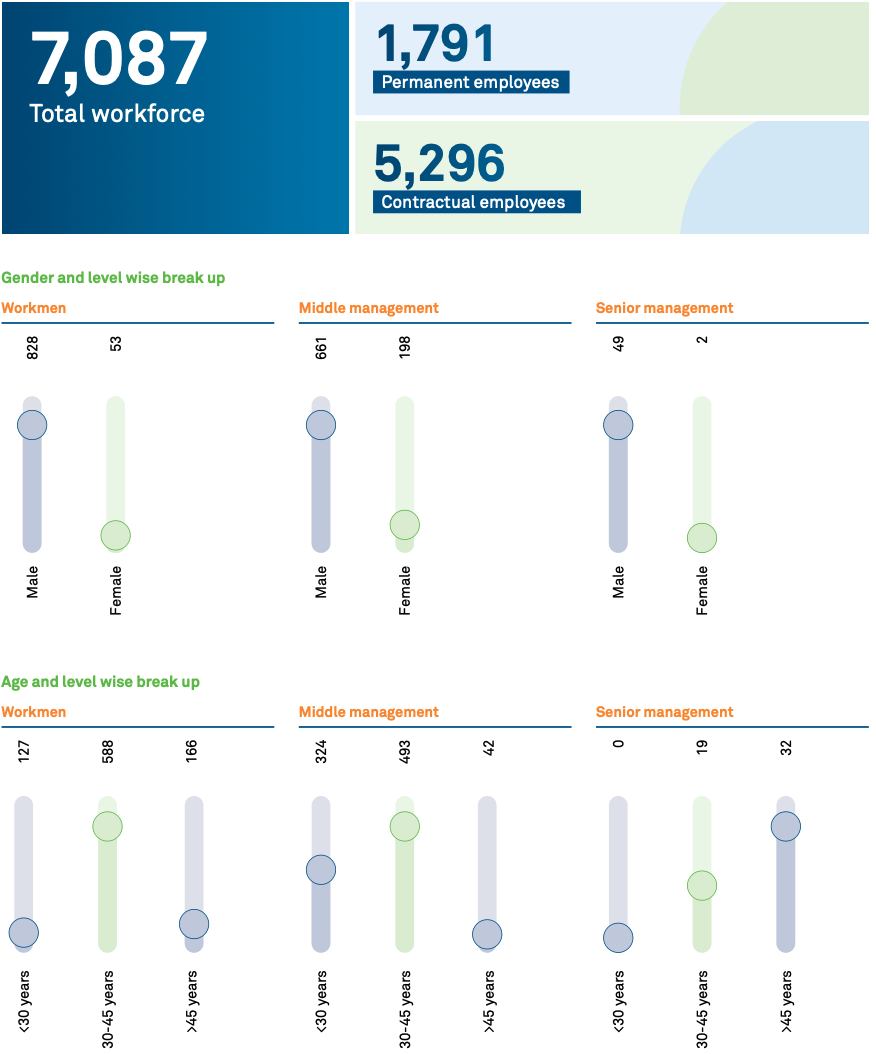 7,087
Total workforce
1,791
Permanent employees
5,296
Contractual employees
Gender and level wise break up
Workmen
828
53
Male
Female
Middle management
661
198
Male
Female
Senior management
49
2
Male
Female
Age and level wise break up
Workmen
127
588
166
<30 years
30-45 years
>45 years
Middle management
324
493
42
<30 years
30-45 years
>45 years
Senior management
0
19
32
<30 years
30-45 years
>45 years